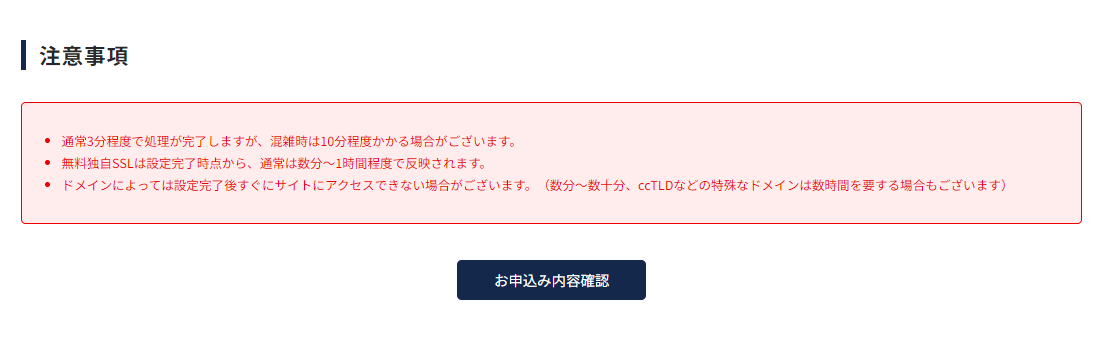 注意事項
通常3分程度で処理が完了しますが、混雑時は10分程度かかる場合がございます。
無料独自SSLは設定完了時点から、通常は数分～1時間程度で反映されます。
ドメインによっては設定完了後すぐにサイトにアクセスできない場合がございます。（数分～数十分、ccTLDなどの特殊なドメインは数時間を要する場合もございます）
お申込み内容確認